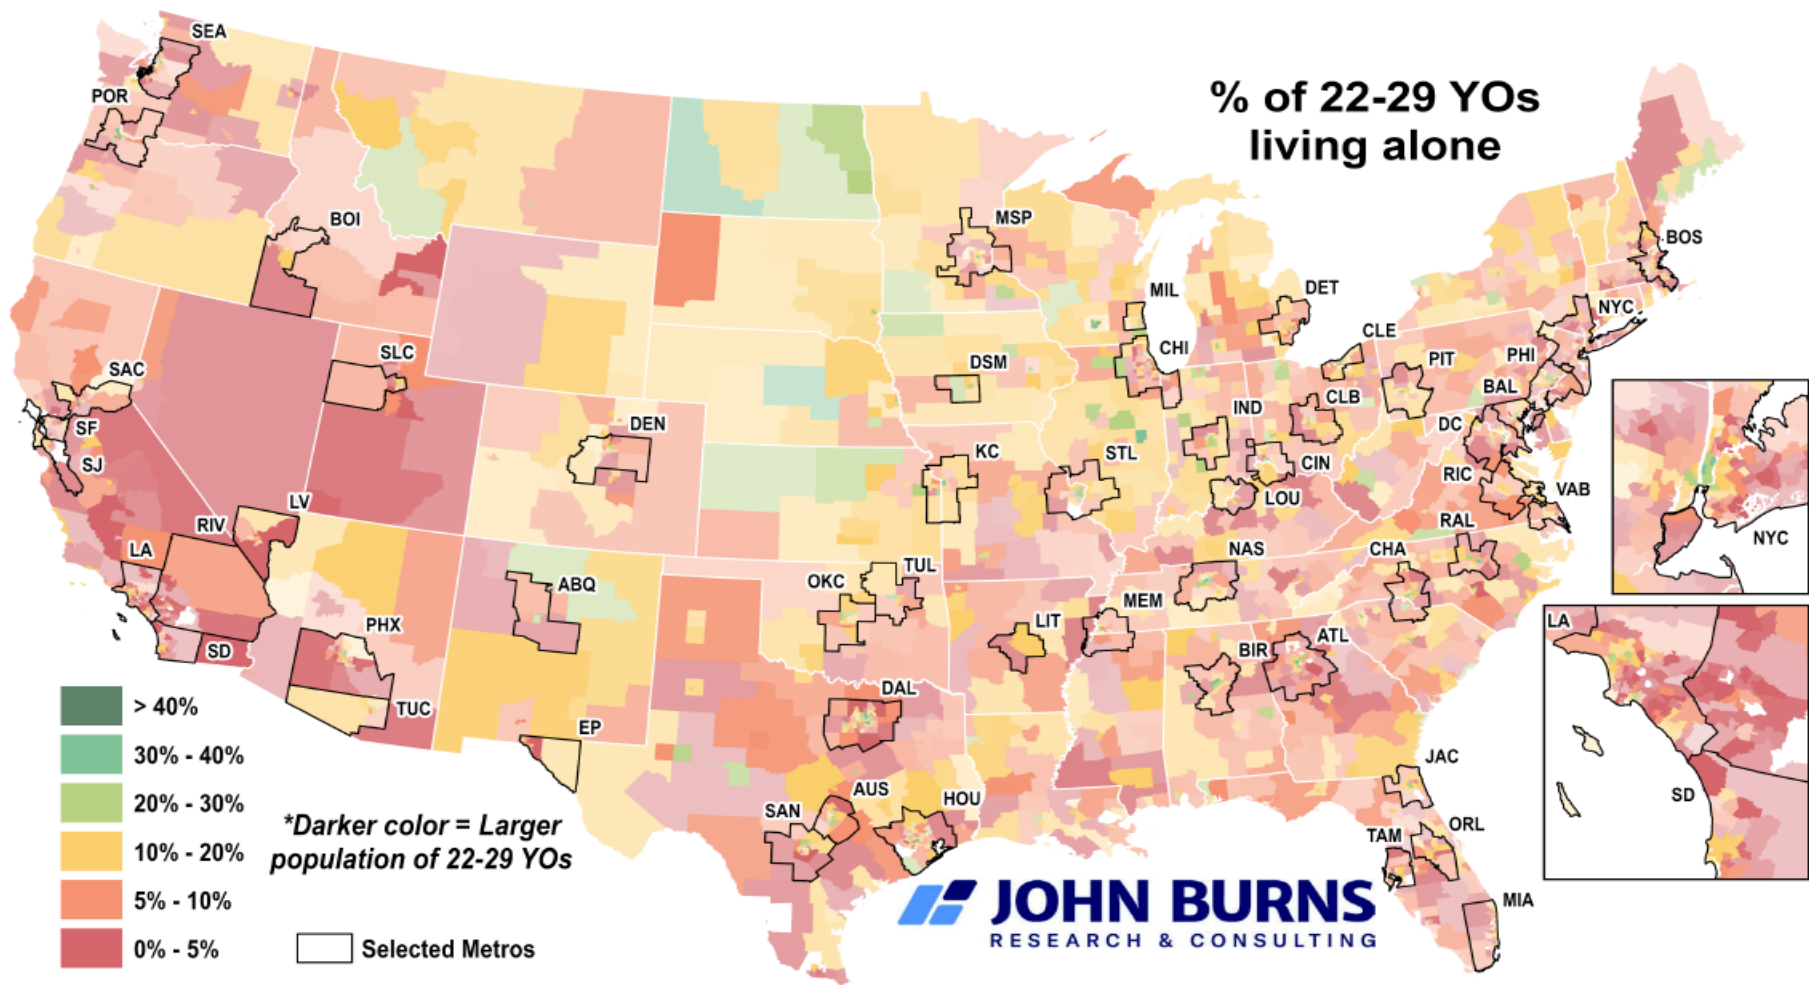 % of 22-29 YOs
living alone
SEA
POR
BOI
MSP
BOS
MIL
DET
NYC
CLE
CHI
PIT
PHI
SLC
SAC
DSM
BAL
CLB
IND
DC
SF
DEN
KC
STL
CIN
RIC
SJ
LOU
VAB
LV
RIV
RAL
NYC
LA
NAS
CHA
TUL
OKC
ABQ
MEM
LIT
LA
PHX
ATL
BIR
SD
DAL
TUC
EP
JAC
AUS
HOU
SD
SAN
ORL
TAM
MIA
> 40%
30% - 40%
20% - 30%
10% - 20%
5% - 10%
0% - 5%
*Darker color = Larger
population of 22-29 YOs
Selected Metros
JOHN BURNS
RESEARCH & CONSULTING